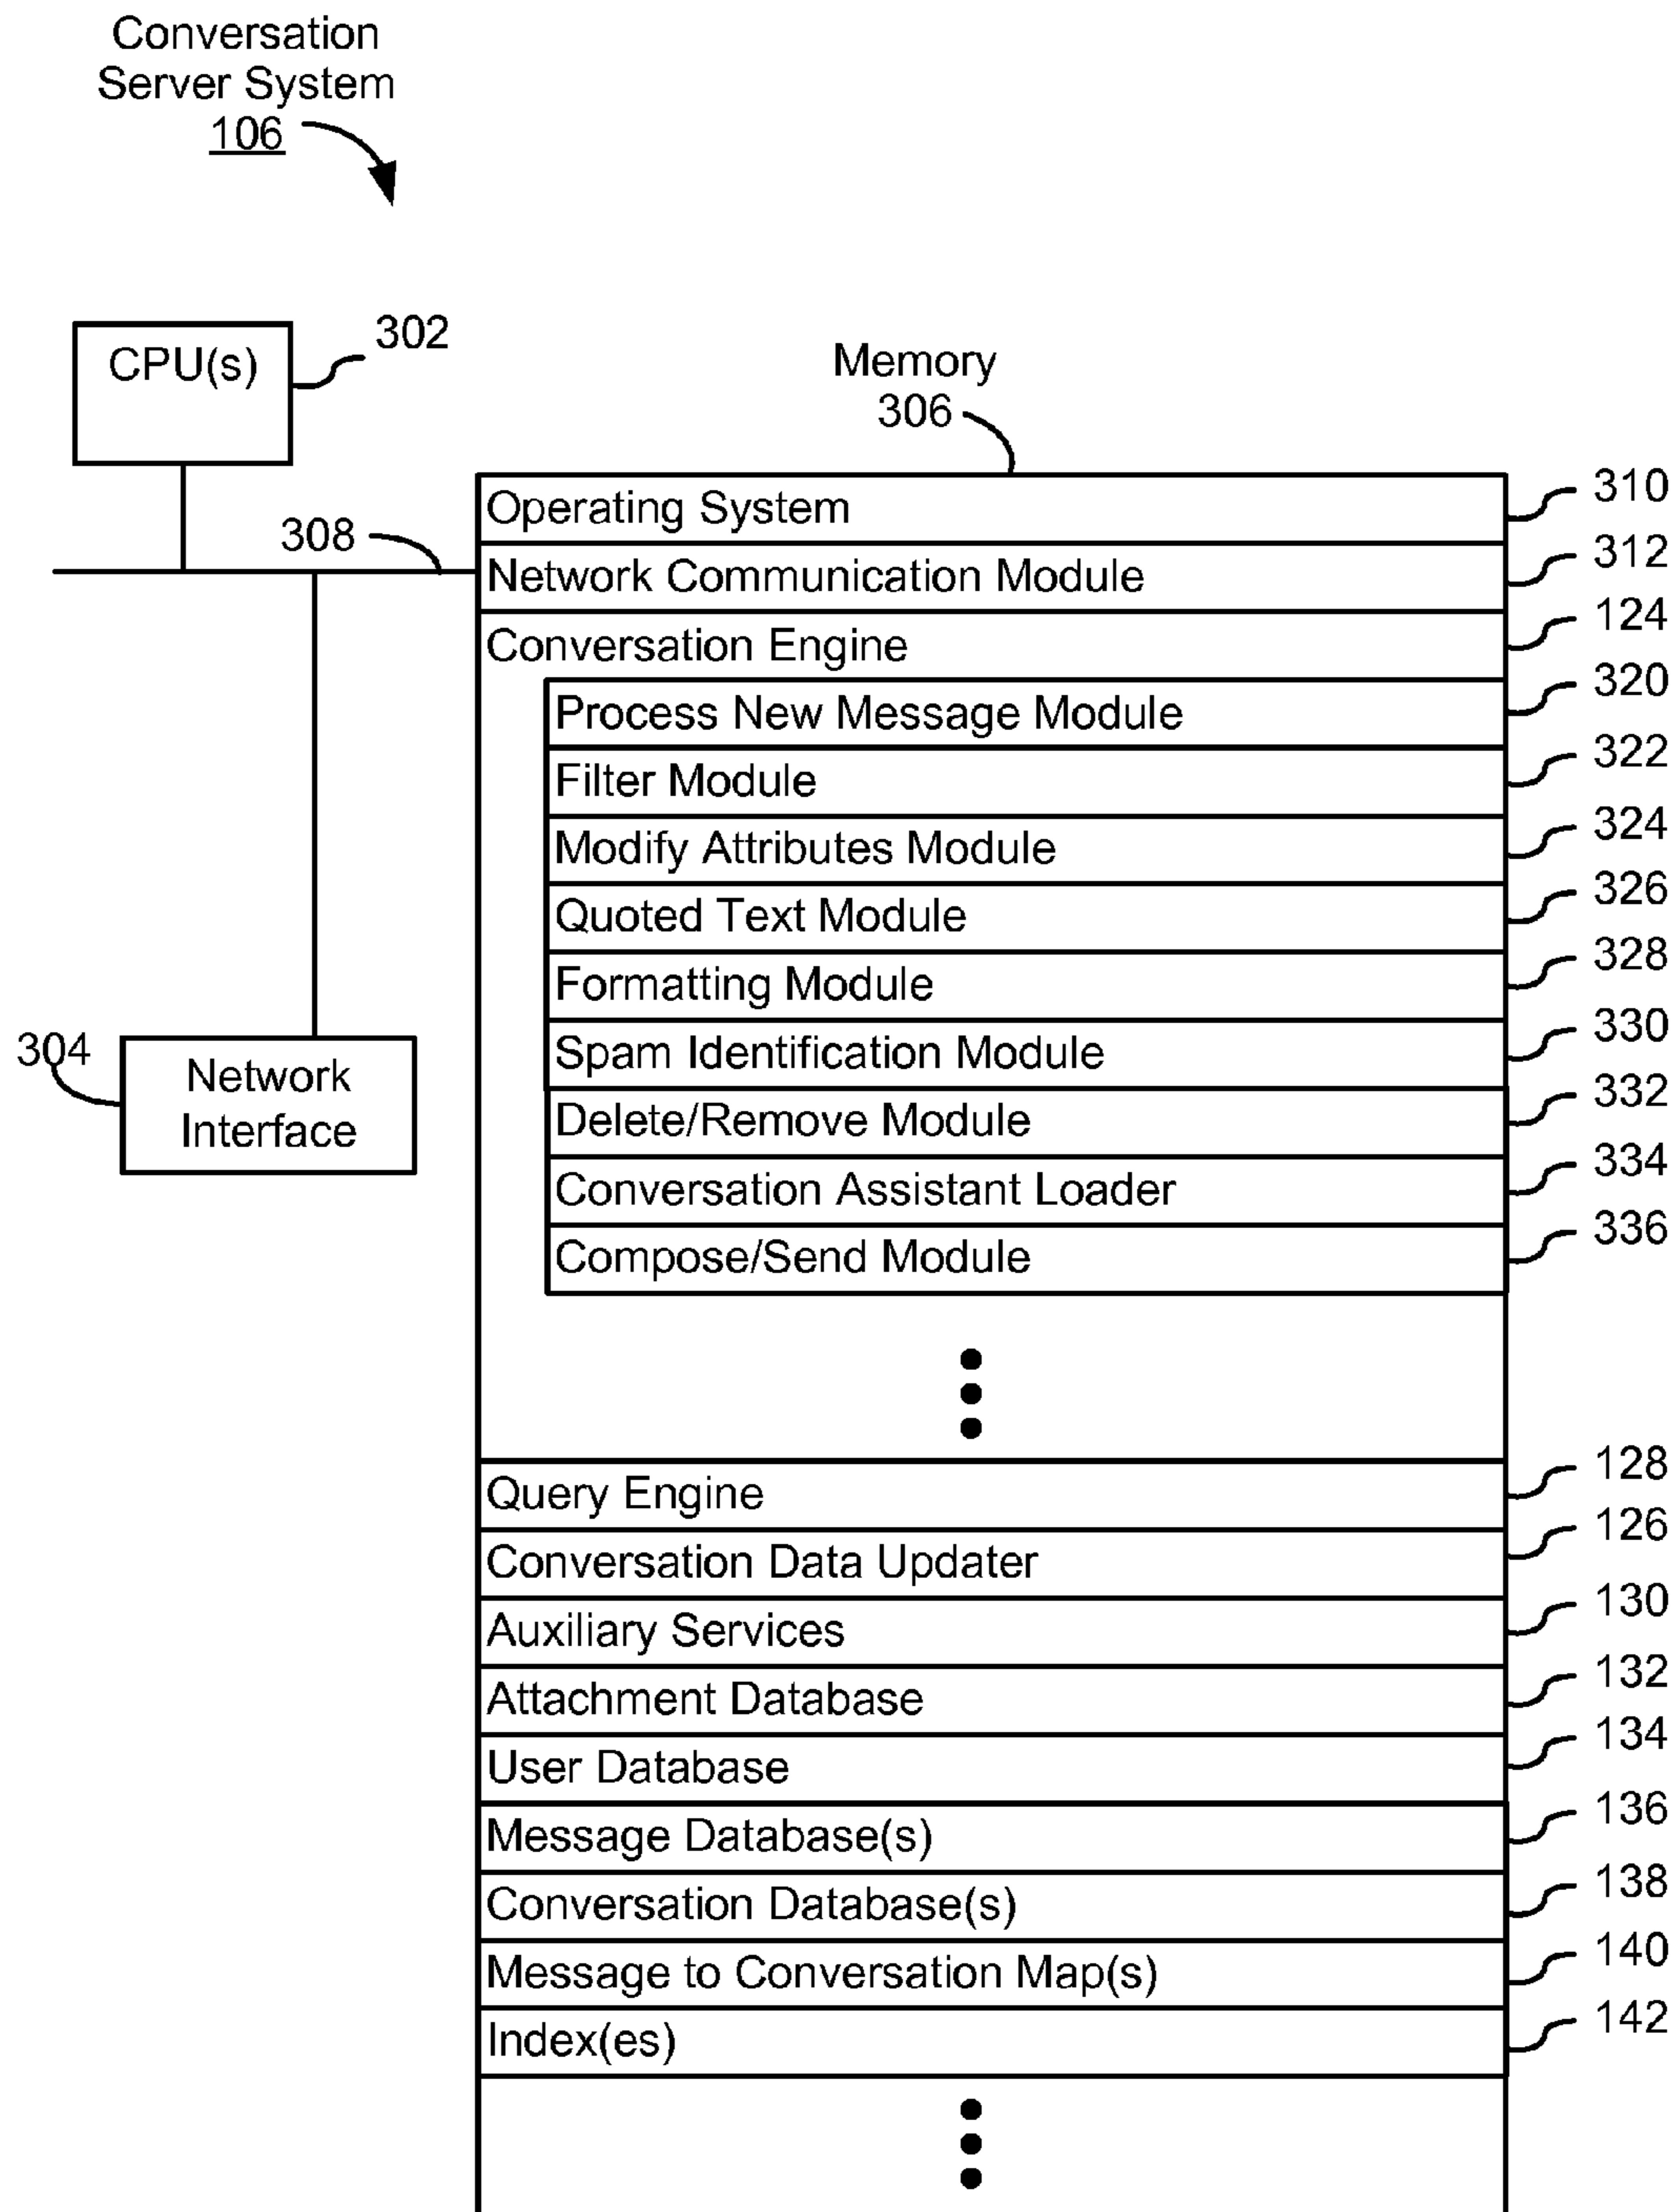 Conversation
Server System
106
CPU(s)
302
Memory
306
308
Operating System 310
Network Communication Module 312
Conversation Engine 124
Process New Message Module 320
Filter Module 322
Modify Attributes Module 324
Quoted Text Module 326
Formatting Module 328
Spam Identification Module 330
304
Network
Interface
Delete/Remove Module 332
Conversation Assistant Loader 334
Compose/Send Module 336
Query Engine 128
Conversation Data Updater 126
Auxiliary Services 130
Attachment Database 132
User Database 134
Message Database(s) 136
Conversation Database(s) 138
Message to Conversation Map(s) 140
Index(es) 142